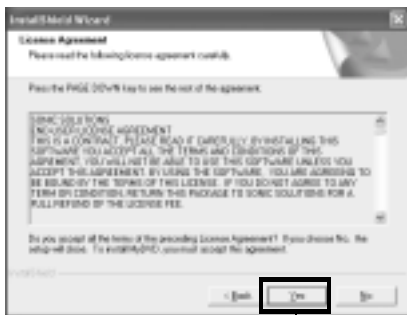 InstallShield Wizard
License Agreement
Please read the following license agreement carefully.
Press the PAGE DOWN key to see the rest of the agreement.
SONIC SOLUTIONS
END-USER LICENSE AGREEMENT
THIS IS A CONTRACT. PLEASE READ IT CAREFULLY. BY INSTALLING THIS
SOFTWARE YOU ACCEPT ALL THE TERMS AND CONDITIONS OF THIS
AGREEMENT. YOU WILL NOT BE ABLE TO USE THIS SOFTWARE UNLESS YOU
ACCEPT THIS AGREEMENT. BY USING THE SOFTWARE, YOU ARE AGREEING TO
BE BOUND BY THE TERMS OF THIS LICENSE. IF YOU DO NOT AGREE TO ANY
TERM OR CONDITION, RETURN THIS PACKAGE TO SONIC SOLUTIONS FOR A
FULL REFUND OF THE LICENSE FEE.
Do you accept all the terms of the preceding License Agreement? If you choose No, the
setup will close. To install MyDVD, you must accept this agreement.
InstallShield
< Back
Yes
No